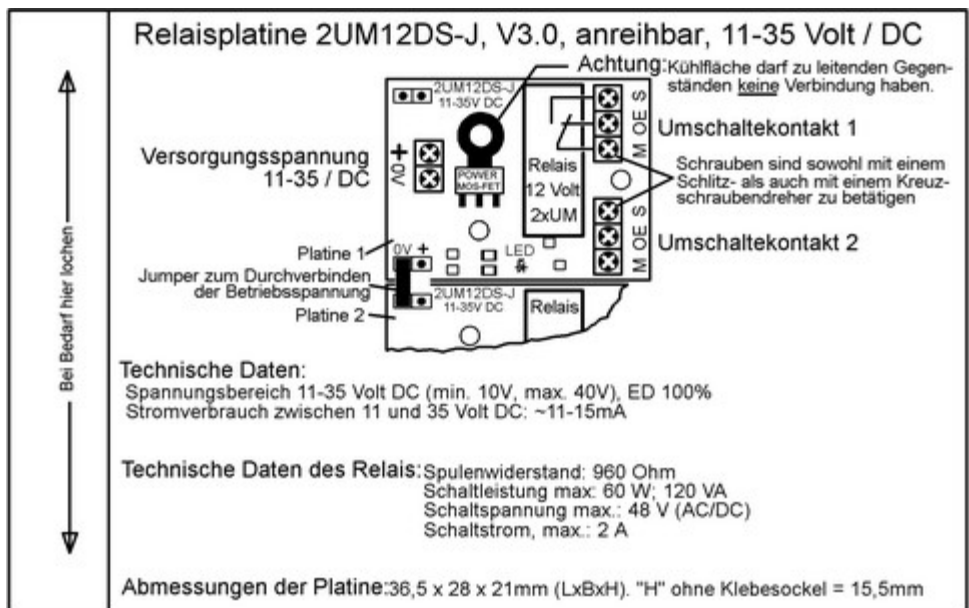 Relaisplatine 2UM12DS-J, V3.0, anreihbar, 11-35 Volt / DC
Achtung:Kühlfläche darf zu leitenden Gegen-
ständen keine Verbindung haben.
2UM12DS-J
11-35V DC
S
OE
M
Umschaltekontakt 1
Versorgungsspannung
11-35 / DC
+
0V
POWER
MOS-FET
Relais
12 Volt
2xUM
Schrauben sind sowohl mit einem
Schlitz- als auch mit einem Kreuz-
schraubendreher zu betätigen
S
OE
M
Umschaltekontakt 2
Platine 1
0V +
LED
Jumper zum Durchverbinden
der Betriebsspannung
Platine 2
2UM12DS-J
11-35V DC
Relais
Bei Bedarf hier lochen
Technische Daten:
Spannungsbereich 11-35 Volt DC (min. 10V, max. 40V), ED 100%
Stromverbrauch zwischen 11 und 35 Volt DC: ~11-15mA
Technische Daten des Relais:Spulenwiderstand: 960 Ohm
Schaltleistung max: 60 W; 120 VA
Schaltspannung max.: 48 V (AC/DC)
Schaltstrom, max.: 2 A
Abmessungen der Platine:36,5 x 28 x 21mm (LxBxH). "H" ohne Klebesockel = 15,5mm